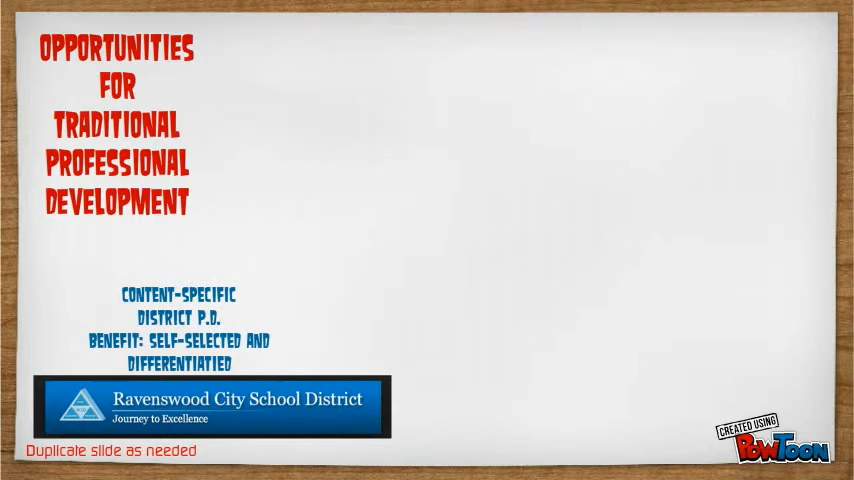 OPPORTUNITIES
FOR
TRADITIONAL
PROFESSIONAL
DEVELOPMENT
CONTENT-SPECIFIC
DISTRICT P.D.
BENEFIT: SELF-SELECTED AND
DIFFERENTIATIED
Ravenswood City School District
Journey to Excellence
Duplicate slide as needed
CREATED USING
POWTOON